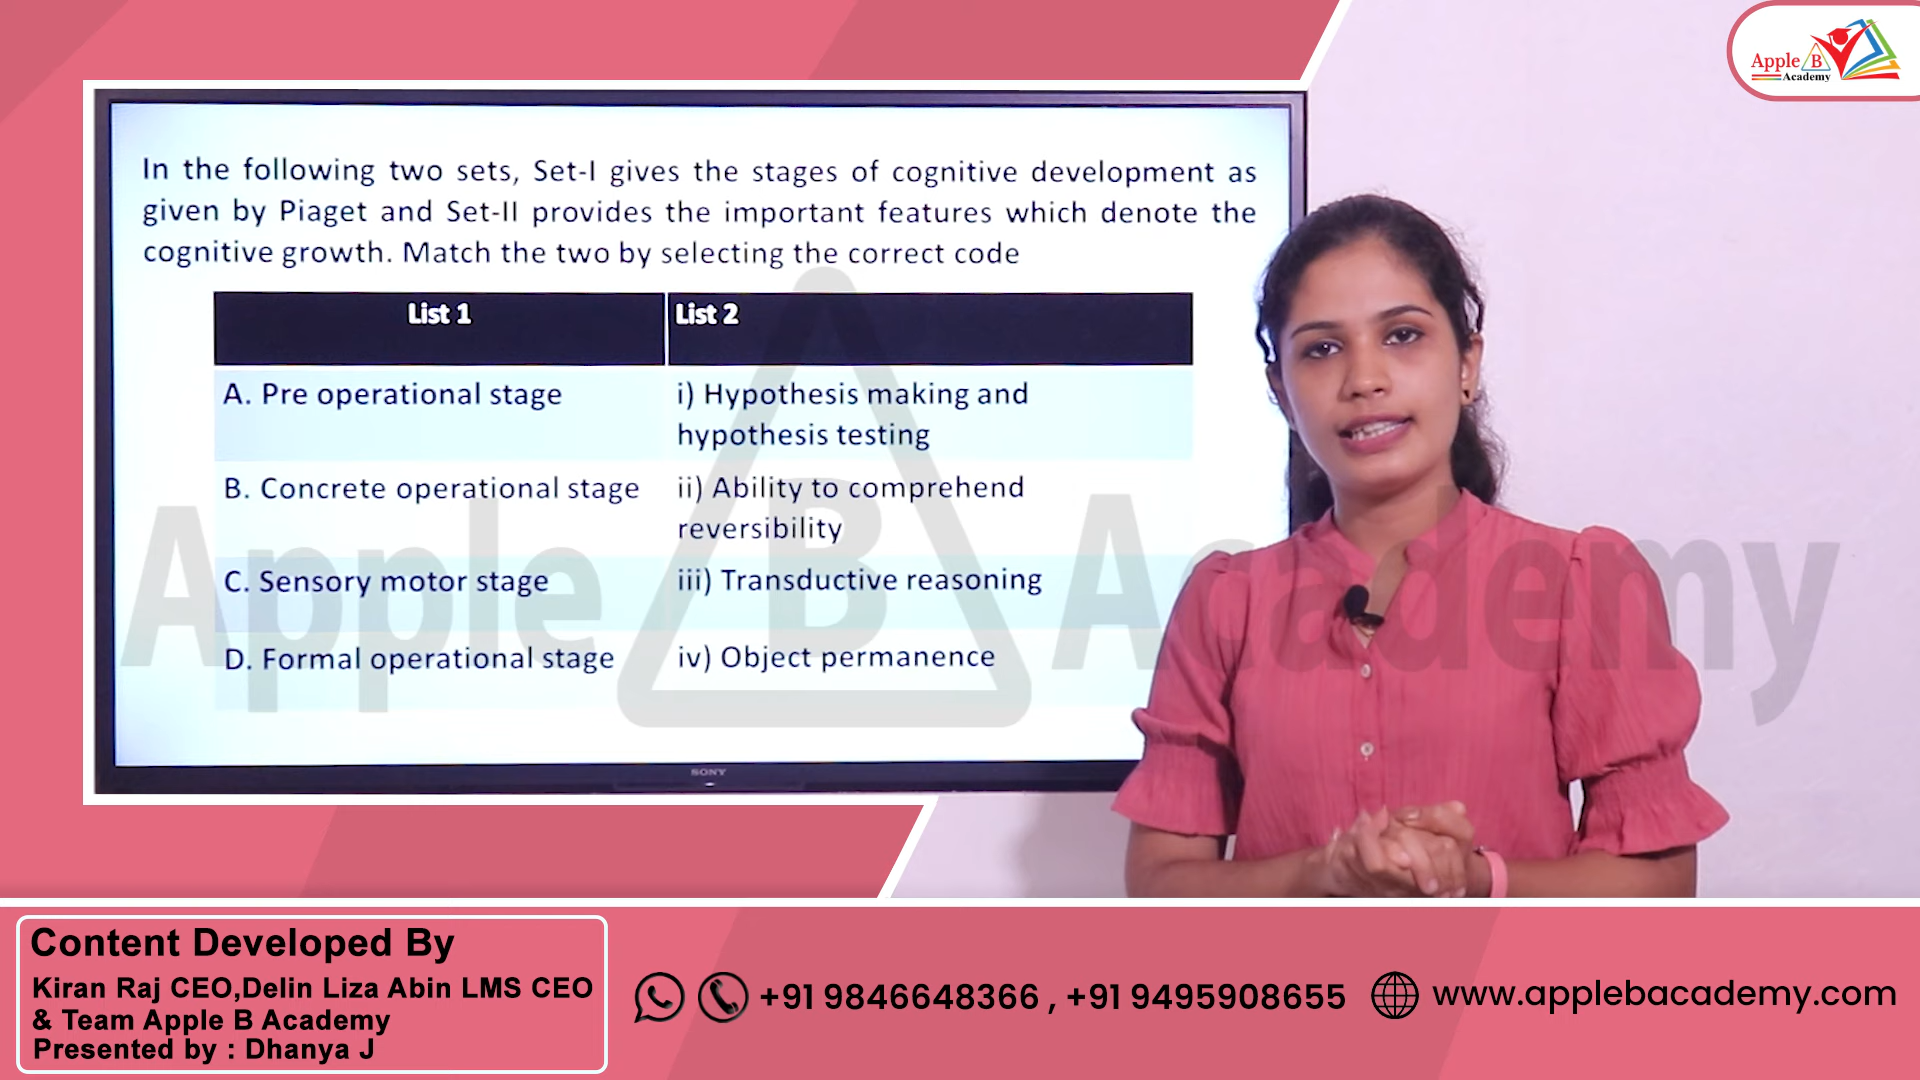 Apple B
Academy
In the following two sets, Set-I gives the stages of cognitive development as
given by Piaget and Set-II provides the important features which denote the
cognitive growth. Match the two by selecting the correct code
List 1
List 2
A. Pre operational stage
i) Hypothesis making and
hypothesis testing
B. Concrete operational stage
ii) Ability to comprehend
reversibility
C. Sensory motor stage
iii) Transductive reasoning
D. Formal operational stage
iv) Object permanence
Apple B Academy
SONY
Content Developed By
Kiran Raj CEO,Delin Liza Abin LMS CEO
& Team Apple B Academy
Presented by : Dhanya J
+91 9846648366 , +91 9495908655
www.applebacademy.com